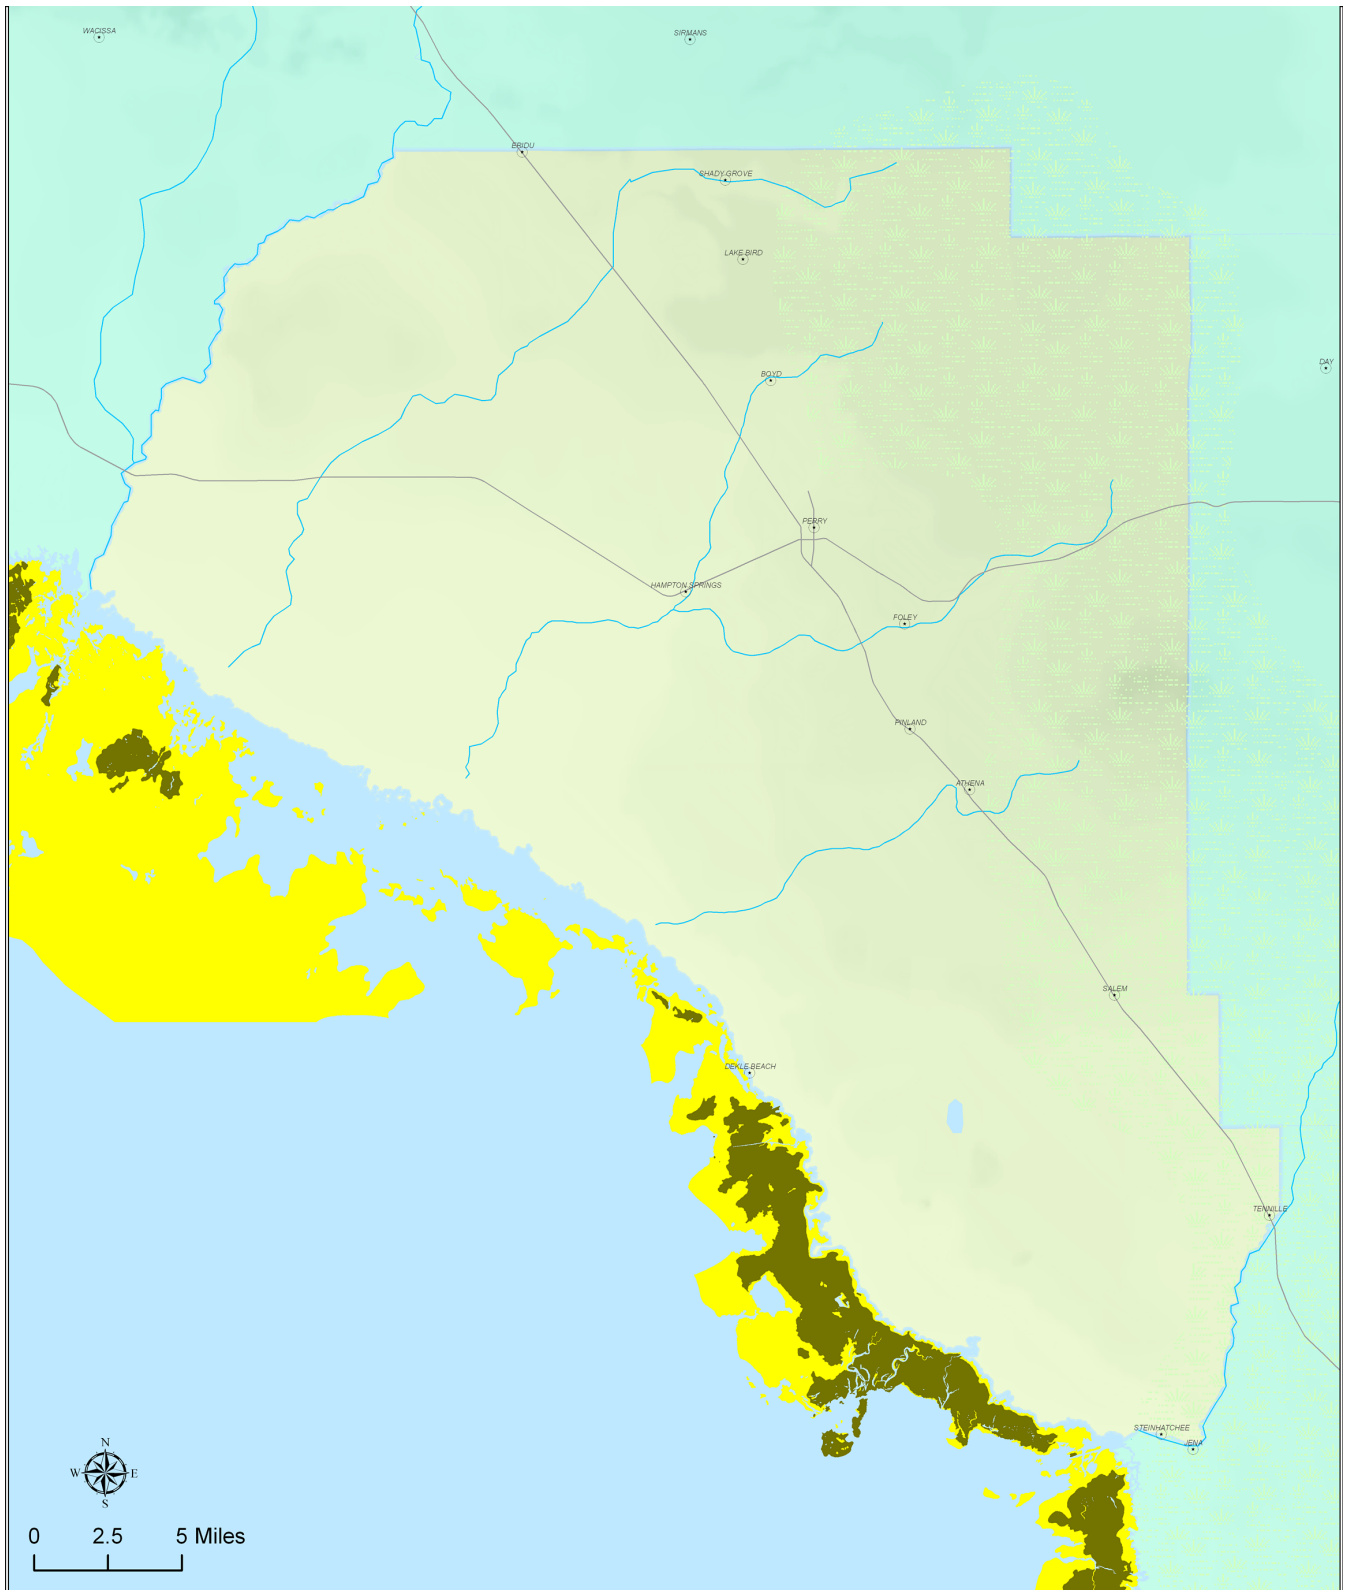 WACISSA
SIRMANS
ERIDU
SHADY GROVE
LAKE BIRD
DAY
BOYD
PERRY
HAMPTON SPRINGS
FOLEY
PINLAND
ATHENA
SALEM
DEKLE BEACH
TENNILLE
STEINHATCHEE
JENA
N
W E
S
0 2.5 5 Miles